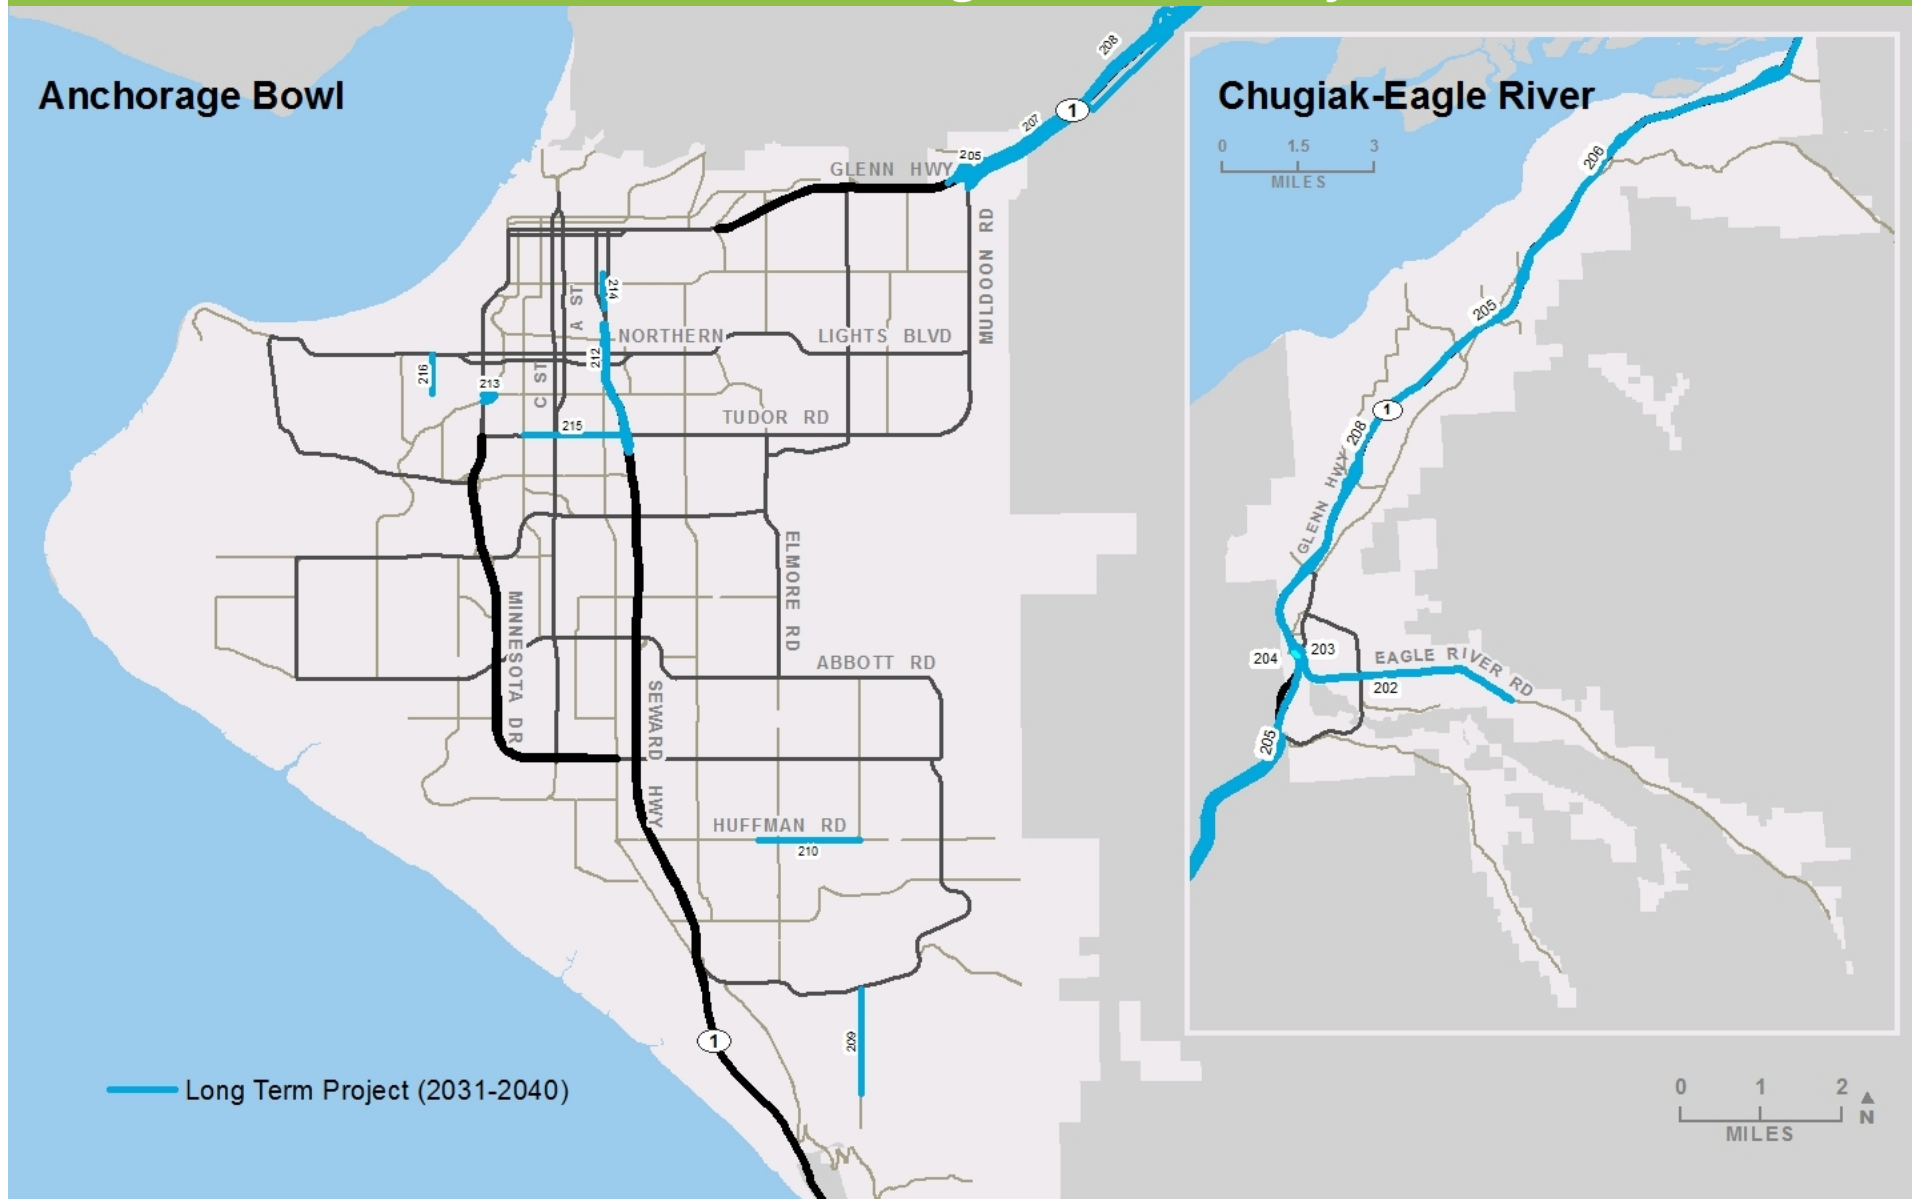 Anchorage Bowl
208
1
207
205
GLENN HWY
MULDOON RD
214
A ST
NORTHERN LIGHTS BLVD
212
216
213
C ST
TUDOR RD
215
ELMORE RD
MINNESOTA DR
ABBOTT RD
SEWARD HWY
HUFFMAN RD
210
209
1
Long Term Project (2031-2040)
Chugiak-Eagle River
0 1.5 3
MILES
206
205
1
208
GLENN HWY
203
204
EAGLE RIVER RD
202
205
0 1 2
MILES
N